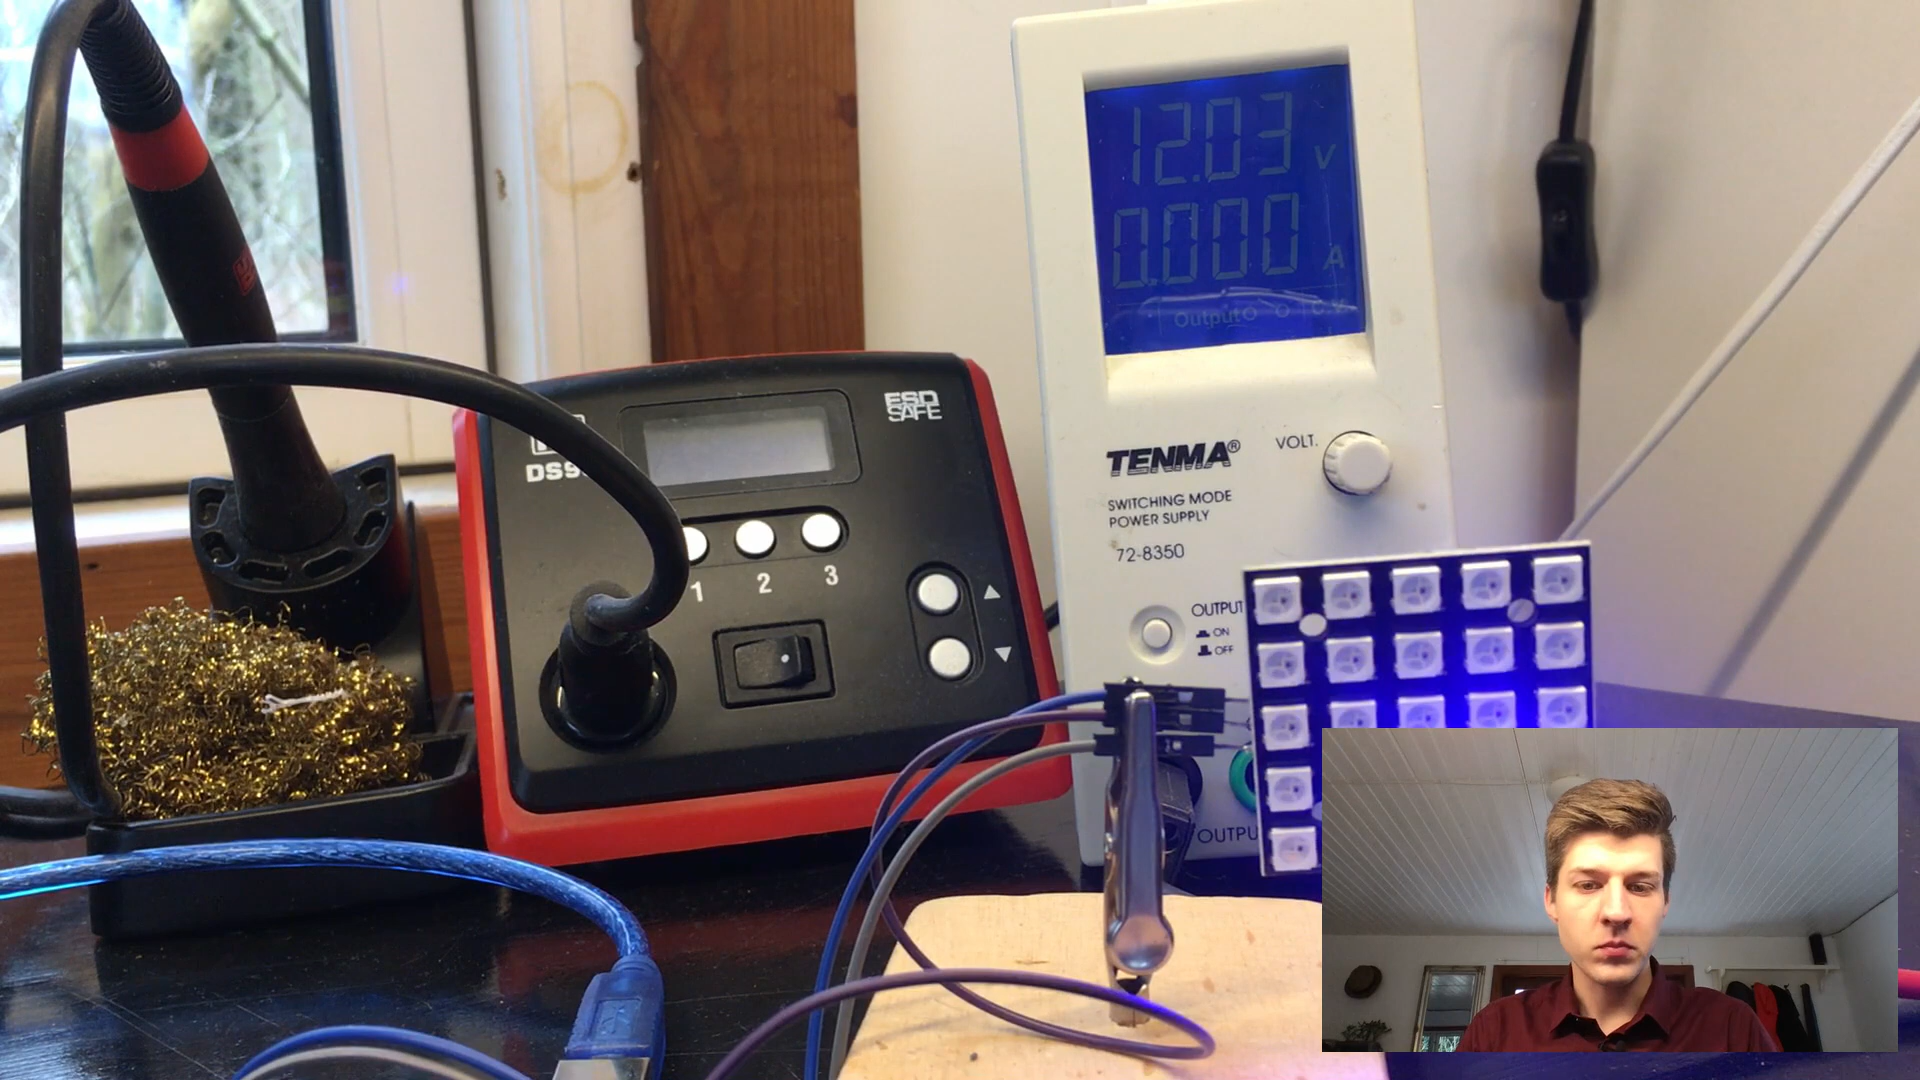 12.03 V
0.000 A
Output
C.V
ESD
SAFE
DS9
1 2 3
TENMA®
VOLT.
SWITCHING MODE
POWER SUPPLY
72-8350
OUTPUT
ON
OFF
OUTPU